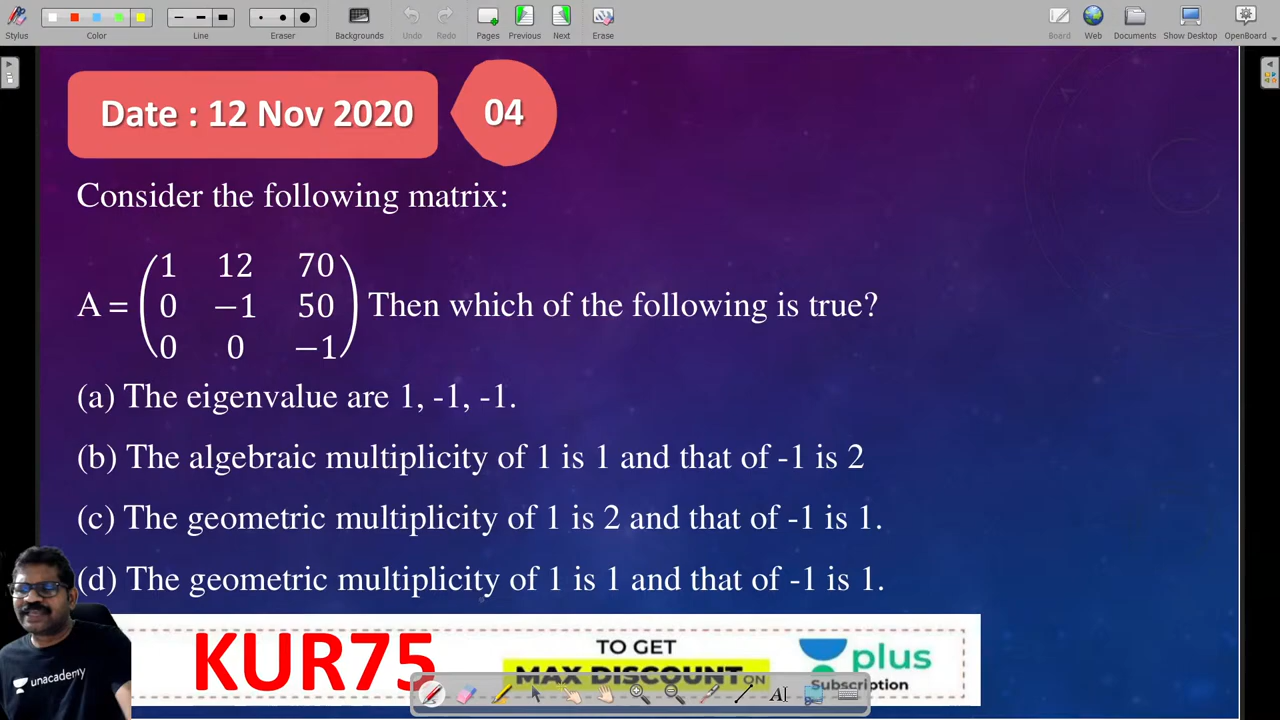 Stylus
Color
Line
Eraser
Backgrounds
Undo
Redo
Pages
Previous
Next
Erase
Board
Web
Documents
Show Desktop
OpenBoard
Date : 12 Nov 2020
04
Consider the following matrix:
1 12 70
A = 0 −1 50 Then which of the following is true?
0 0 −1
(a) The eigenvalue are 1, -1, -1.
(b) The algebraic multiplicity of 1 is 1 and that of -1 is 2
(c) The geometric multiplicity of 1 is 2 and that of -1 is 1.
(d) The geometric multiplicity of 1 is 1 and that of -1 is 1.
unacademy
KUR75
TO GET
MAX DISCOUNT ON
plus
Subscription
AI